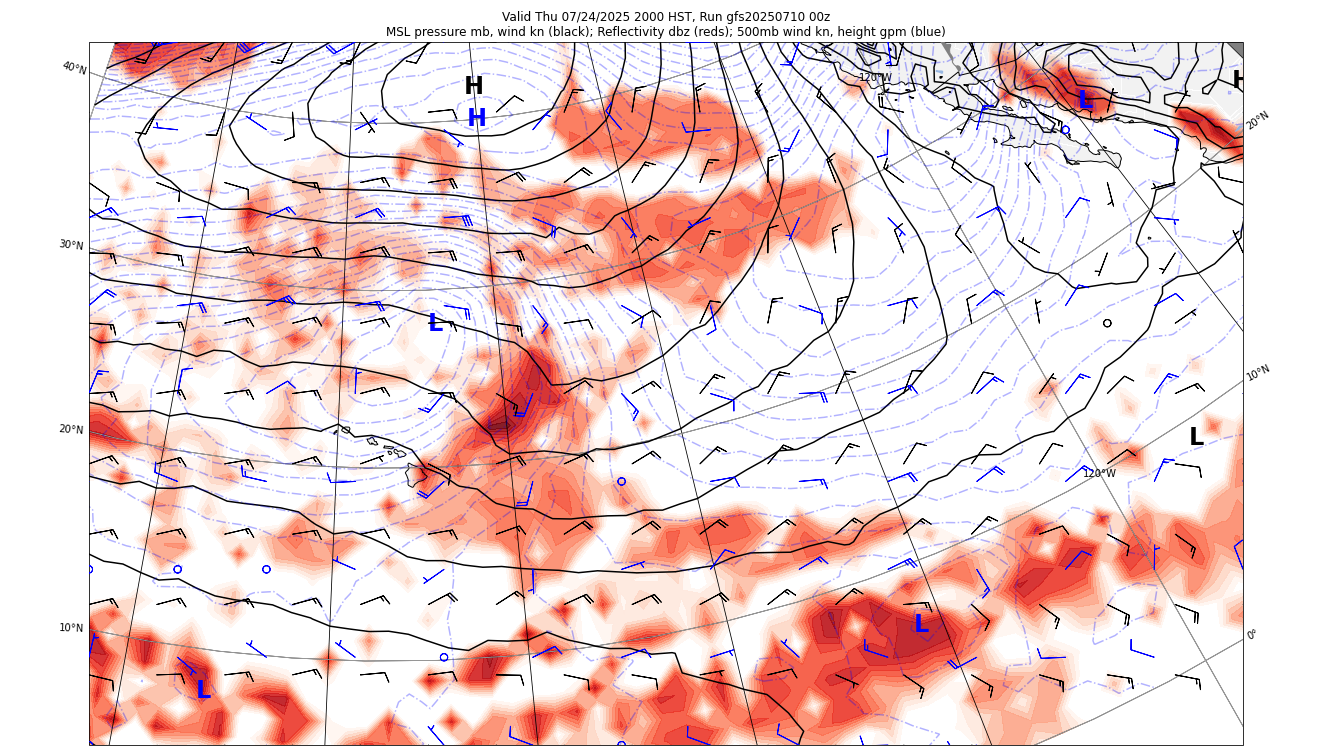 Valid Thu 07/24/2025 2000 HST, Run gfs20250710 00z
MSL pressure mb, wind kn (black); Reflectivity dbz (reds); 500mb wind kn, height gpm (blue)
40°N
H
H
120°W
L
H
20°N
30°N
L
10°N
20°N
L
120°W
10°N
L
0°
L